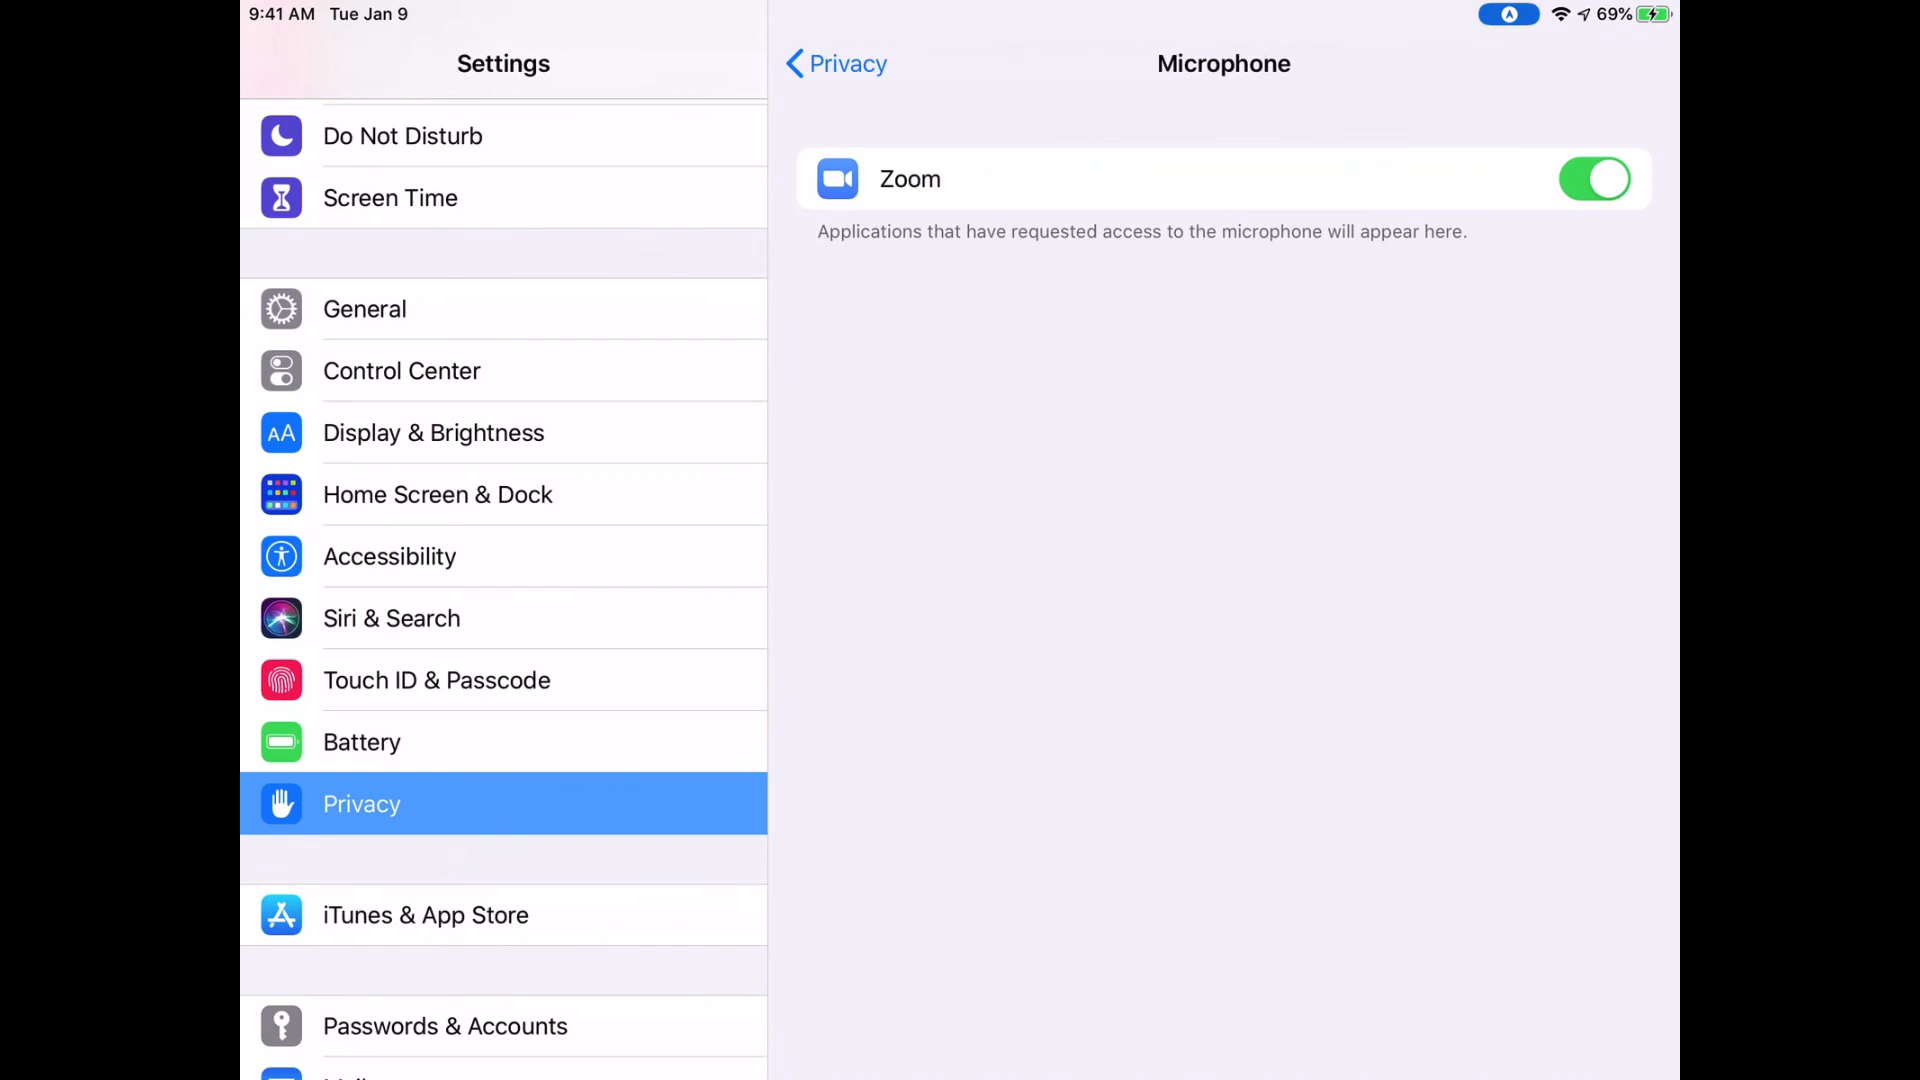 9:41 AM Tue Jan 9
69%
Settings
Privacy
Microphone
Do Not Disturb
Screen Time
General
Control Center
AA Display & Brightness
Home Screen & Dock
Accessibility
Siri & Search
Touch ID & Passcode
Battery
Privacy
iTunes & App Store
Passwords & Accounts
Zoom
Applications that have requested access to the microphone will appear here.